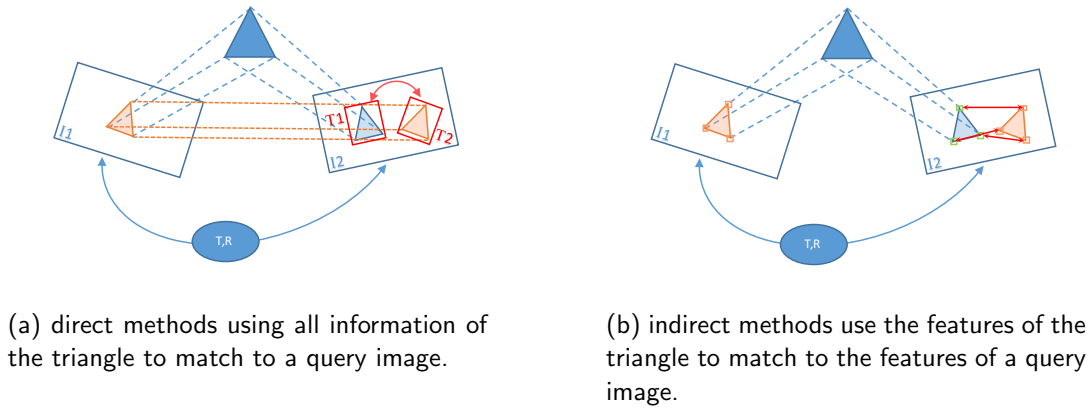 I1
T1
T2
I2
T,R
I1
I2
T,R
(a) direct methods using all information of
the triangle to match to a query image.
(b) indirect methods use the features of the
triangle to match to the features of a query
image.